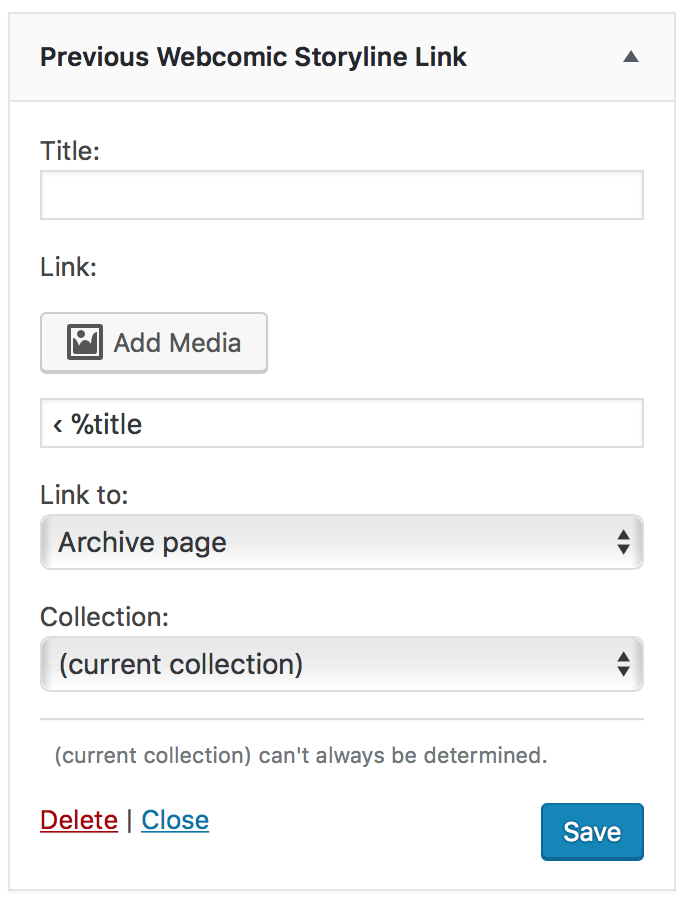 Previous Webcomic Storyline Link
Title:
Link:
Add Media
‹ %title
Link to:
Archive page
Collection:
(current collection)
(current collection) can't always be determined.
Delete | Close
Save